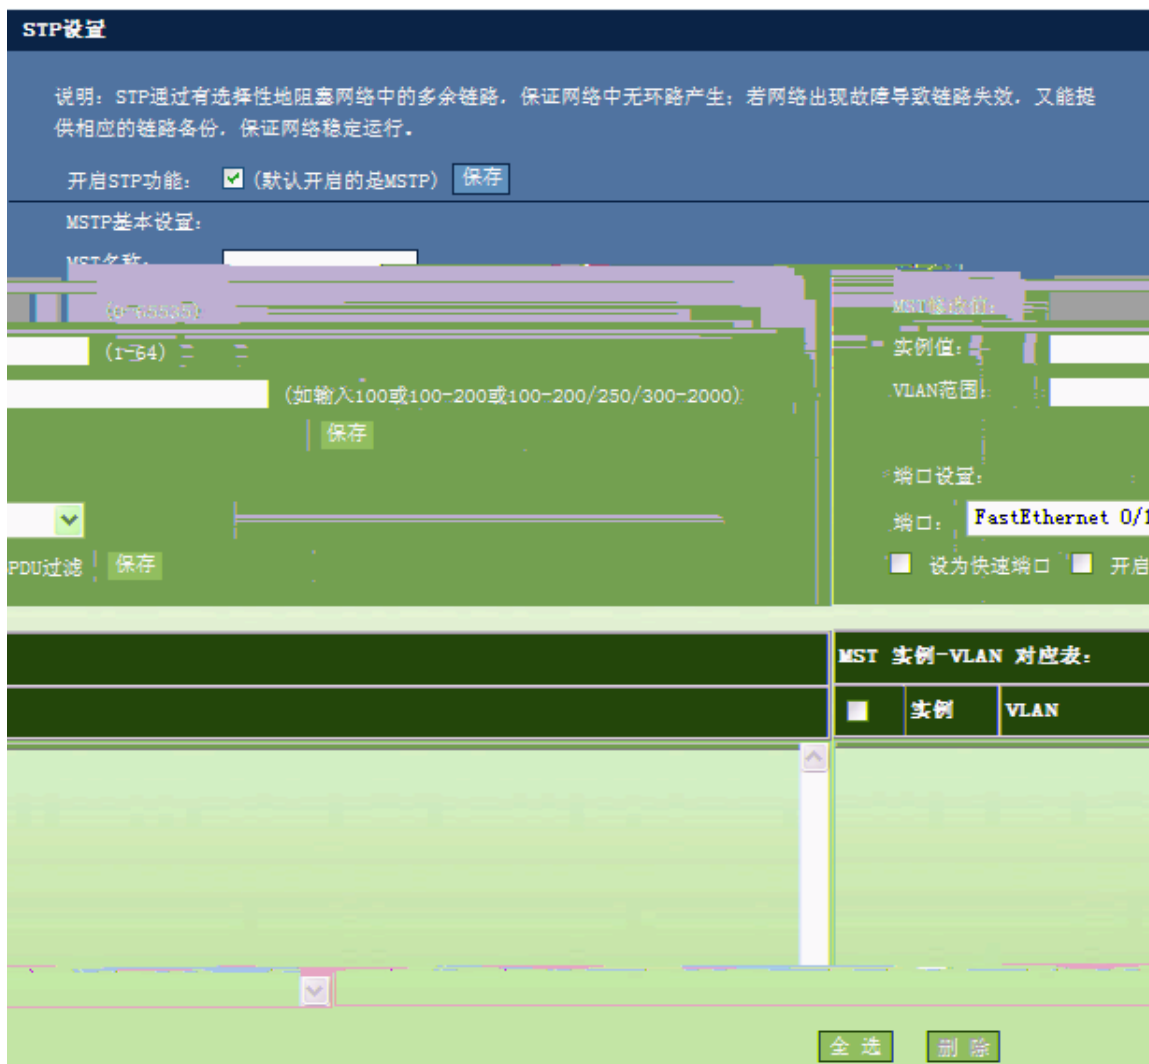 STP设置
说明：STP通过有选择性地阻塞网络中的多余链路，保证网络中无环路产生；若网络出现故障导致链路失效，又能提
供相应的链路备份，保证网络稳定运行。
开启STP功能： (默认开启的是MSTP) 保存
MSTP基本设置：
MST名称：
(0-65535) MST修改值：
(1-64) 实例值：
(如输入100或100-200或100-200/250/300-2000) VLAN范围：
保存
端口设置：
端口： FastEthernet 0/1
PDU过滤 保存 设为快速端口 开启
MST 实例-VLAN 对应表：
实例 VLAN
全选 删除